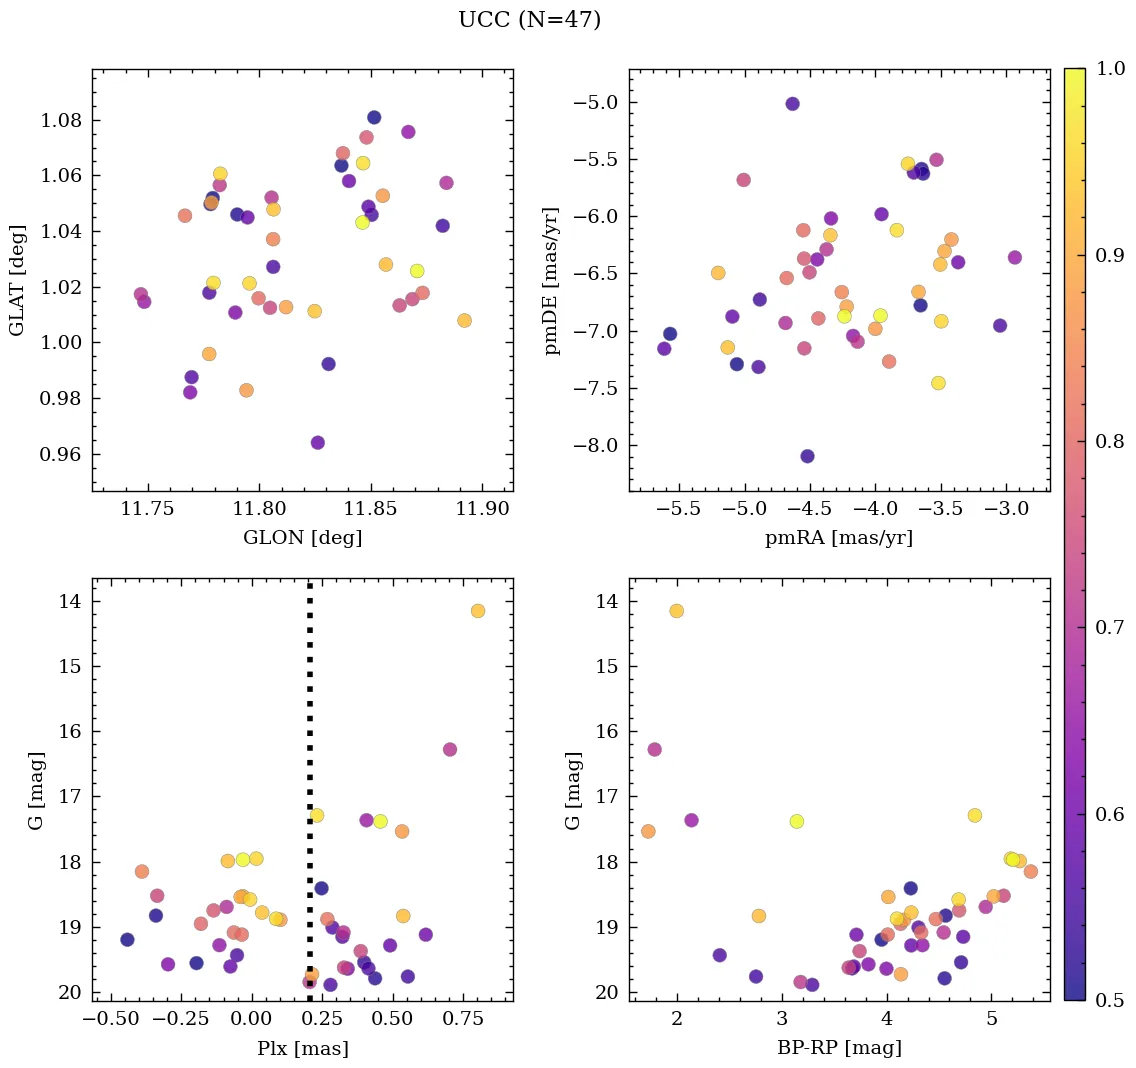 UCC (N=47)
1.08
1.06
1.04
1.02
1.00
0.98
0.96
GLAT [deg]
11.75 11.80 11.85 11.90
GLON [deg]
−5.0
−5.5
−6.0
−6.5
−7.0
−7.5
−8.0
pmDE [mas/yr]
−5.5 −5.0 −4.5 −4.0 −3.5 −3.0
pmRA [mas/yr]
1.0
0.9
0.8
0.7
0.6
0.5
14
15
16
17
18
19
20
G [mag]
−0.50 −0.25 0.00 0.25 0.50 0.75
Plx [mas]
14
15
16
17
18
19
20
G [mag]
2 3 4 5
BP-RP [mag]